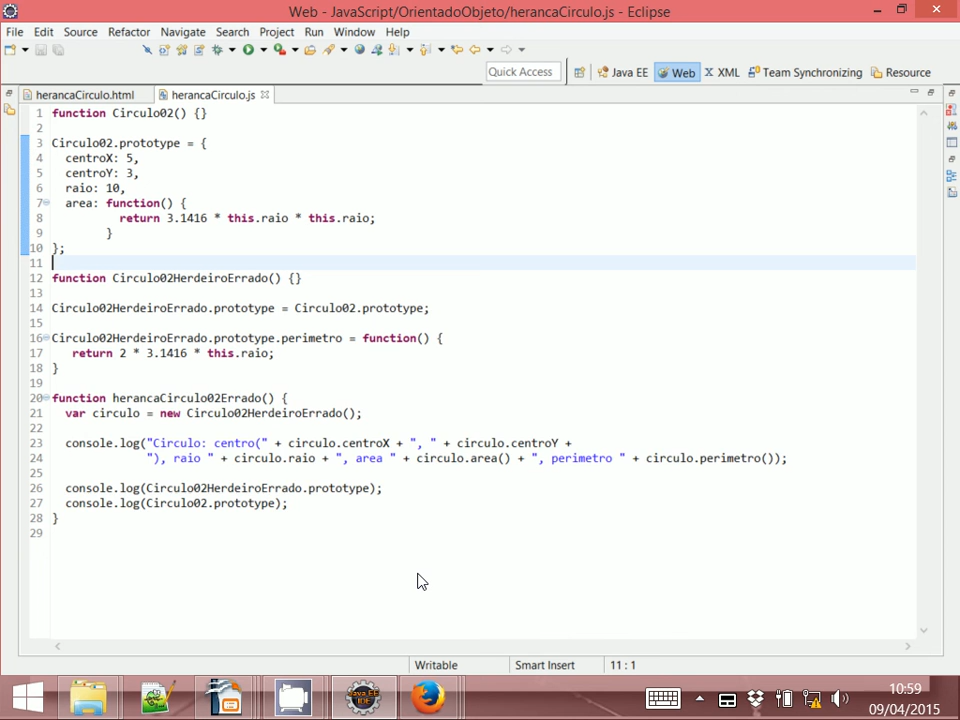 Web - JavaScript/OrientadoObjeto/herancaCirculo.js - Eclipse
File Edit Source Refactor Navigate Search Project Run Window Help
Quick Access Java EE Web XML Team Synchronizing Resource
herancaCirculo.html herancaCirculo.js
1 function Circulo02() {}
2
3 Circulo02.prototype = {
4 centroX: 5,
5 centroY: 3,
6 raio: 10,
7 area: function() {
8 return 3.1416 * this.raio * this.raio;
9 }
10 };
11
12 function Circulo02HerdeiroErrado() {}
13
14 Circulo02HerdeiroErrado.prototype = Circulo02.prototype;
15
16 Circulo02HerdeiroErrado.prototype.perimetro = function() {
17 return 2 * 3.1416 * this.raio;
18 }
19
20 function herancaCirculo02Errado() {
21 var circulo = new Circulo02HerdeiroErrado();
22
23 console.log("Circulo: centro(" + circulo.centroX + ", " + circulo.centroY +
24 "), raio " + circulo.raio + ", area " + circulo.area() + ", perimetro " + circulo.perimetro());
25
26 console.log(Circulo02HerdeiroErrado.prototype);
27 console.log(Circulo02.prototype);
28 }
29
Writable Smart Insert 11 : 1
Java EE
IDE
10:59
09/04/2015